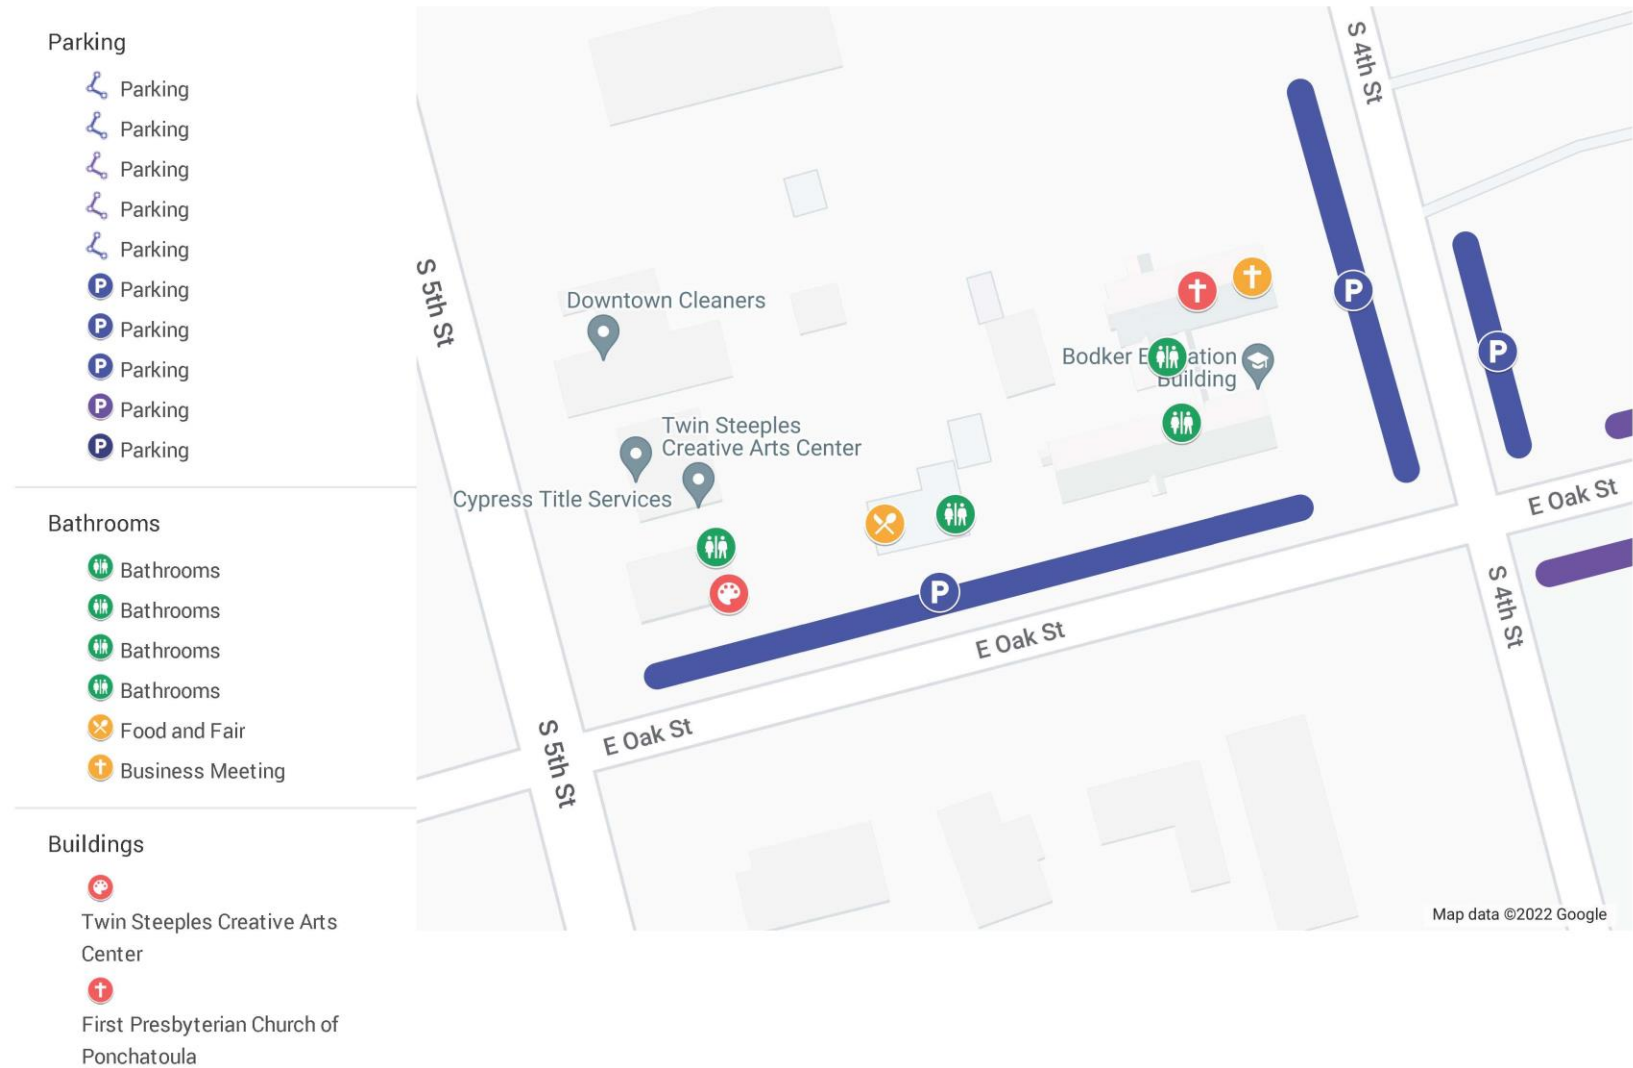 Parking
Parking
Parking
Parking
Parking
Parking
P Parking
P Parking
P Parking
P Parking
P Parking
Bathrooms
Bathrooms
Bathrooms
Bathrooms
Bathrooms
Food and Fair
Business Meeting
Buildings
Twin Steeples Creative Arts
Center
First Presbyterian Church of
Ponchatoula
S 4th St
S 5th St
Downtown Cleaners
P
Bodker E ation
Building
P
Twin Steeples
Creative Arts Center
Cypress Title Services
E Oak St
P
E Oak St
S 4th St
E Oak St
S 5th St
Map data ©2022 Google